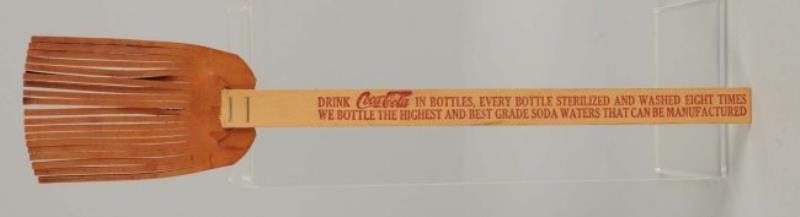 DRINK Coca-Cola IN BOTTLES, EVERY BOTTLE STERILIZED AND WASHED EIGHT TIMES
WE BOTTLE THE HIGHEST AND BEST GRADE SODA WATERS THAT CAN BE MANUFACTURED